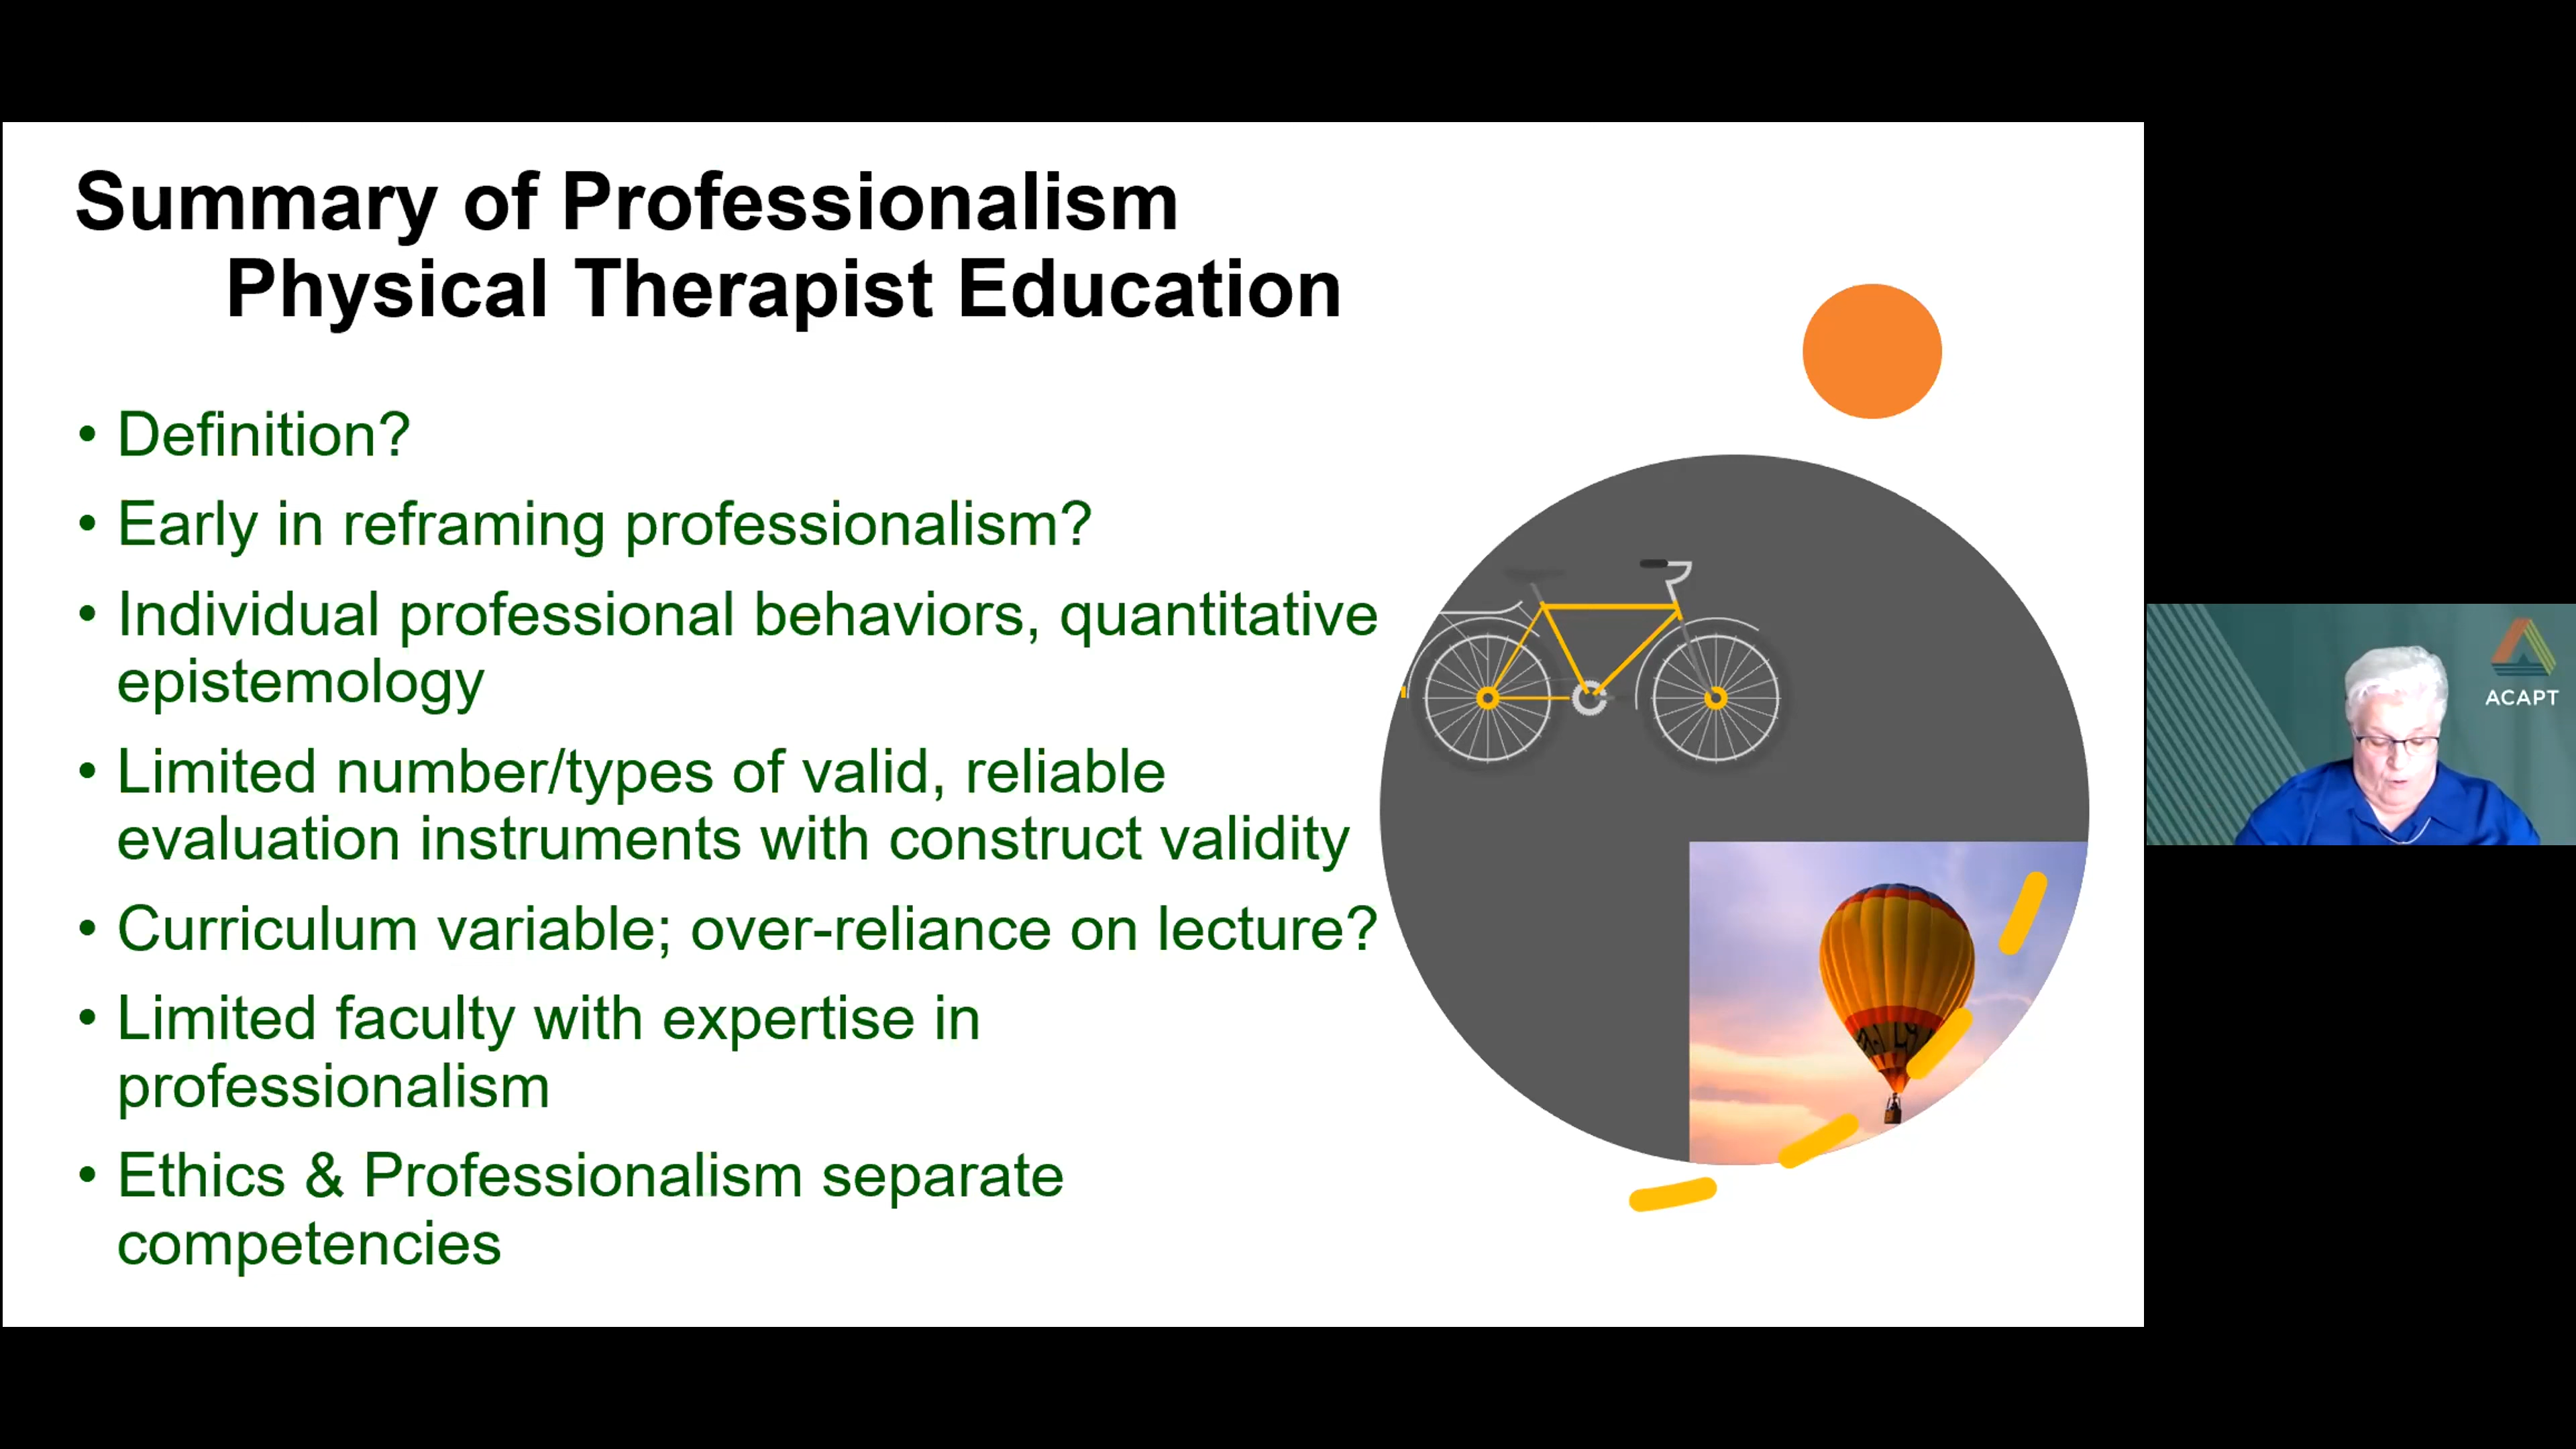 Summary of Professionalism
Physical Therapist Education
• Definition?
• Early in reframing professionalism?
• Individual professional behaviors, quantitative
epistemology
• Limited number/types of valid, reliable
evaluation instruments with construct validity
• Curriculum variable; over-reliance on lecture?
• Limited faculty with expertise in
professionalism
• Ethics & Professionalism separate
competencies
ACAPT